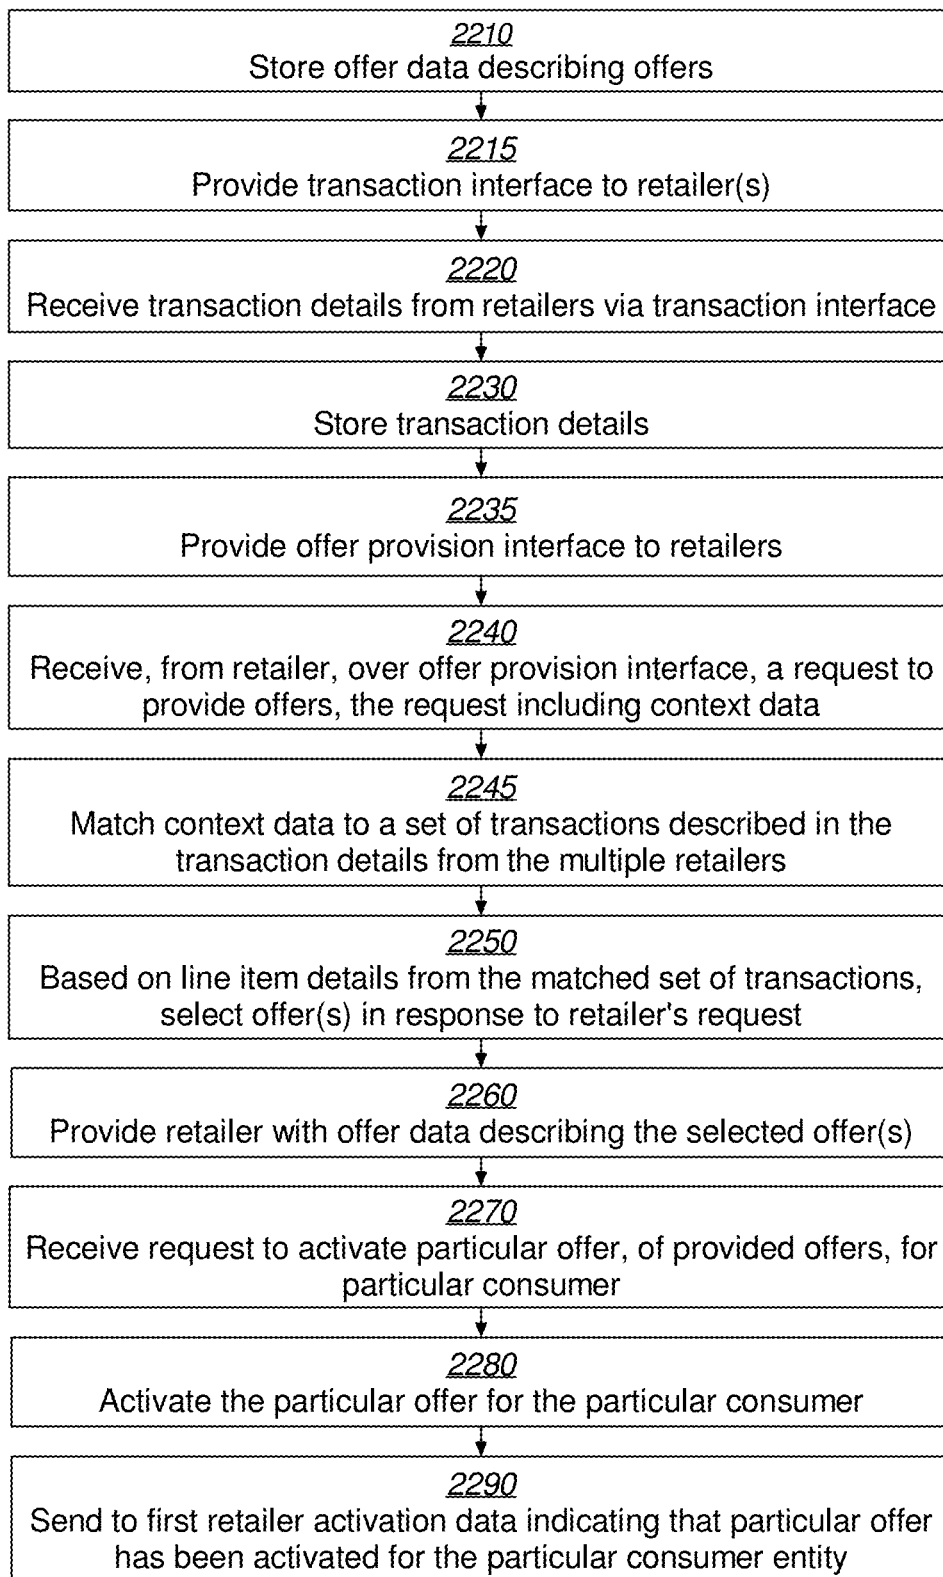 2210
Store offer data describing offers
2215
Provide transaction interface to retailer(s)
2220
Receive transaction details from retailers via transaction interface
2230
Store transaction details
2235
Provide offer provision interface to retailers
2240
Receive, from retailer, over offer provision interface, a request to
provide offers, the request including context data
2245
Match context data to a set of transactions described in the
transaction details from the multiple retailers
2250
Based on line item details from the matched set of transactions,
select offer(s) in response to retailer's request
2260
Provide retailer with offer data describing the selected offer(s)
2270
Receive request to activate particular offer, of provided offers, for
particular consumer
2280
Activate the particular offer for the particular consumer
2290
Send to first retailer activation data indicating that particular offer
has been activated for the particular consumer entity